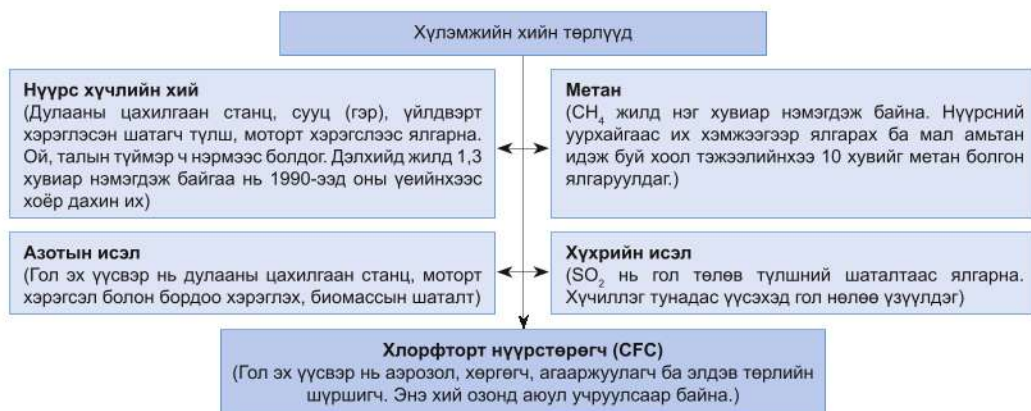 Хүлэмжийн хийн төрлүүд
Нүүрс хүчлийн хий
(Дулааны цахилгаан станц, сууц (гэр), үйлдвэрт
хэрэглэсэн шатагч түлш, моторт хэрэгслээс ялгарна.
Ой, талын түймэр ч нэрмээс болдог. Дэлхийд жилд 1,3
хувиар нэмэгдэж байгаа нь 1990-ээд оны үеийнхээс
хоёр дахин их)
Метан
(CH₄ жилд нэг хувиар нэмэгдэж байна. Нүүрсний
уурхайгаас их хэмжээгээр ялгарах ба мал амьтан
идэж буй хоол тэжээлийнхээ 10 хувийг метан болгон
ялгаруулдаг.)
Азотын исэл
(Гол эх үүсвэр нь дулааны цахилгаан станц, моторт
хэрэгсэл болон бордоо хэрэглэх, биомассын шаталт)
Хүхрийн исэл
(SO₂ нь гол төлөв түлшний шаталтаас ялгарна.
Хүчиллэг тунадас үүсэхэд гол нөлөө үзүүлдэг)
Хлорфторт нүүрстөрөгч (CFC)
(Гол эх үүсвэр нь аэрозол, хөргөгч, агааржуулагч ба элдэв төрлийн
шүршигч. Энэ хий озонд аюул учруулсаар байна.)